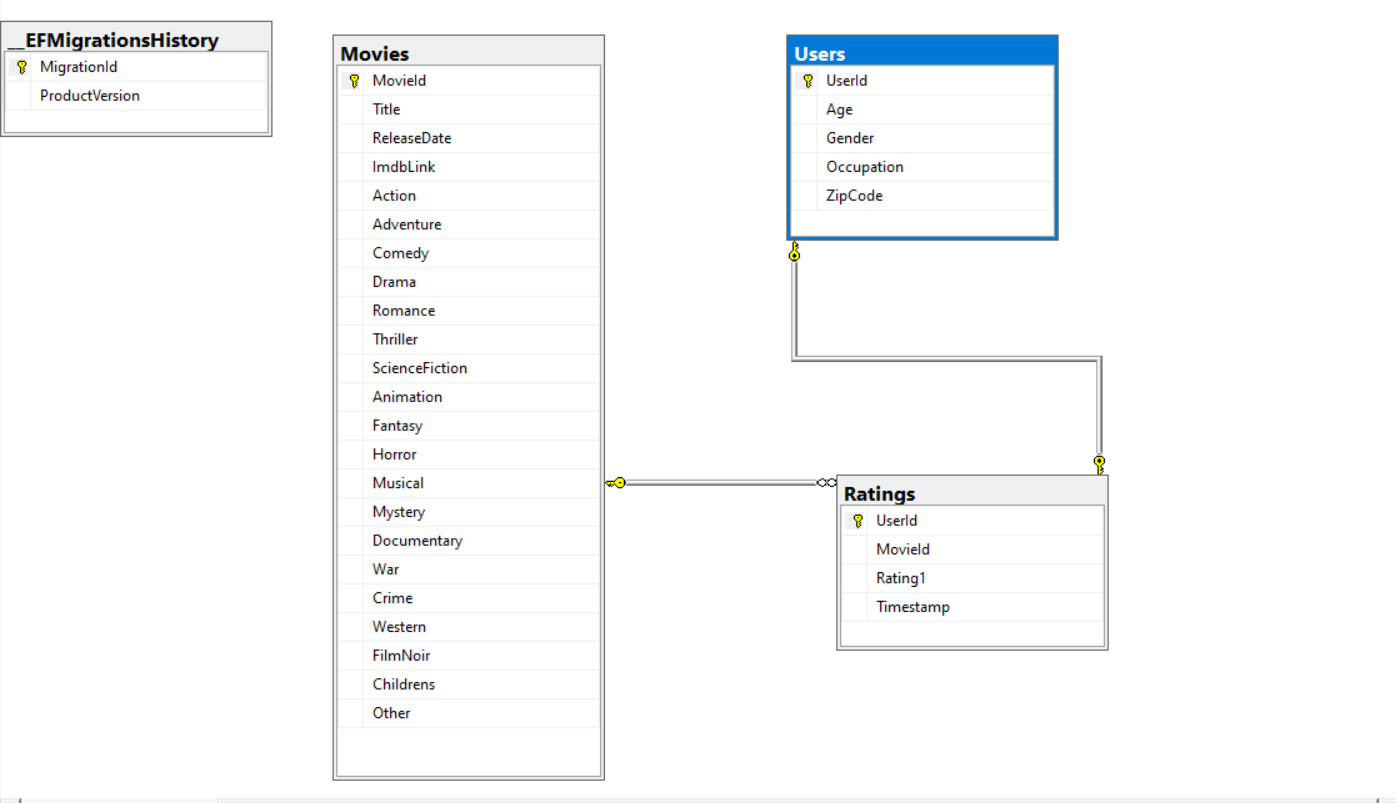 __EFMigrationsHistory
MigrationId
ProductVersion
Movies
MovieId
Title
ReleaseDate
ImdbLink
Action
Adventure
Comedy
Drama
Romance
Thriller
ScienceFiction
Animation
Fantasy
Horror
Musical
Mystery
Documentary
War
Crime
Western
FilmNoir
Childrens
Other
Users
UserId
Age
Gender
Occupation
ZipCode
Ratings
UserId
MovieId
Rating1
Timestamp